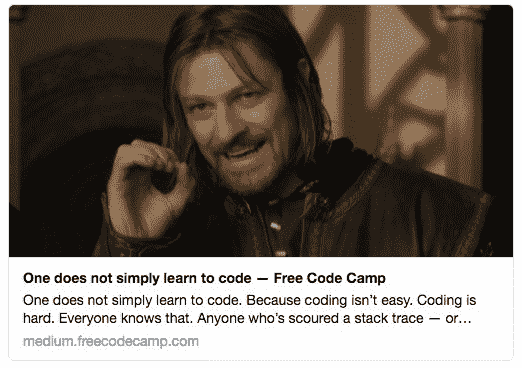 One does not simply learn to code — Free Code Camp
One does not simply learn to code. Because coding isn’t easy. Coding is
hard. Everyone knows that. Anyone who’s scoured a stack trace — or…
medium.freecodecamp.com